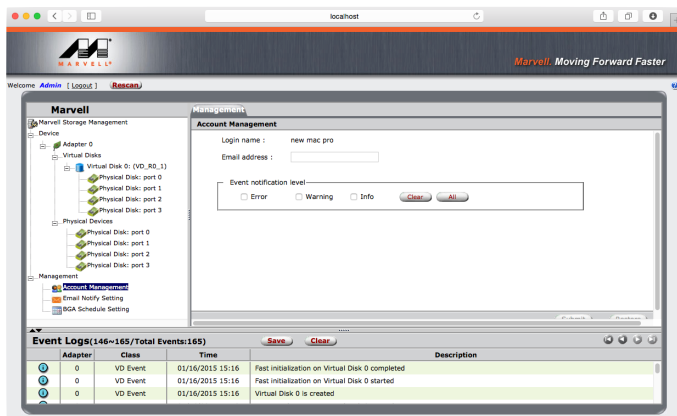 localhost
MARVELL
Marvell. Moving Forward Faster
Welcome Admin [ Logout ] Rescan
Marvell
Marvell Storage Management
Device
Adapter 0
Virtual Disks
Virtual Disk 0: (VD_R0_1)
Physical Disk: port 0
Physical Disk: port 1
Physical Disk: port 2
Physical Disk: port 3
Physical Devices
Physical Disk: port 0
Physical Disk: port 1
Physical Disk: port 2
Physical Disk: port 3
Management
Account Management
Email Notify Setting
BGA Schedule Setting
Management
Account Management
Login name : new mac pro
Email address :
Event notification level
Error Warning Info Clear All
Submit Restore
Event Logs(146~165/Total Events:165) Save Clear
Adapter Class Time Description
0 VD Event 01/16/2015 15:16 Fast initialization on Virtual Disk 0 completed
0 VD Event 01/16/2015 15:16 Fast initialization on Virtual Disk 0 started
0 VD Event 01/16/2015 15:16 Virtual Disk 0 is created